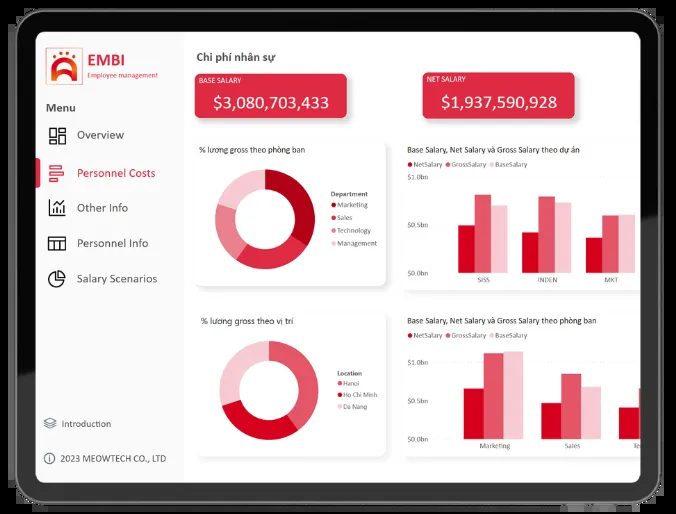 EMBI
Employee management
Menu
Overview
Personnel Costs
Other Info
Personnel Info
Salary Scenarios
Introduction
2023 MEOWTECH CO., LTD
Chi phí nhân sự
BASE SALARY
$3,080,703,433
NET SALARY
$1,937,590,928
% lương gross theo phòng ban
Department
Marketing
Sales
Technology
Management
Base Salary, Net Salary và Gross Salary theo dự án
NetSalary GrossSalary BaseSalary
$1.0bn
$0.5bn
$0.0bn
SISS INDEN MKT
% lương gross theo vị trí
Location
Hanoi
Ho Chi Minh
Da Nang
Base Salary, Net Salary và Gross Salary theo phòng ban
NetSalary GrossSalary BaseSalary
$1.0bn
$0.5bn
$0.0bn
Marketing Sales